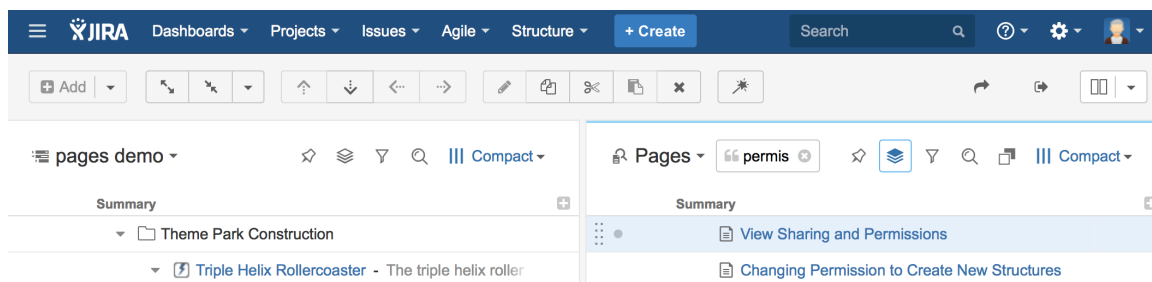 JIRA Dashboards Projects Issues Agile Structure + Create Search
Add
pages demo Compact
Pages permis Compact
Summary
Summary
Theme Park Construction
View Sharing and Permissions
Triple Helix Rollercoaster - The triple helix roller
Changing Permission to Create New Structures